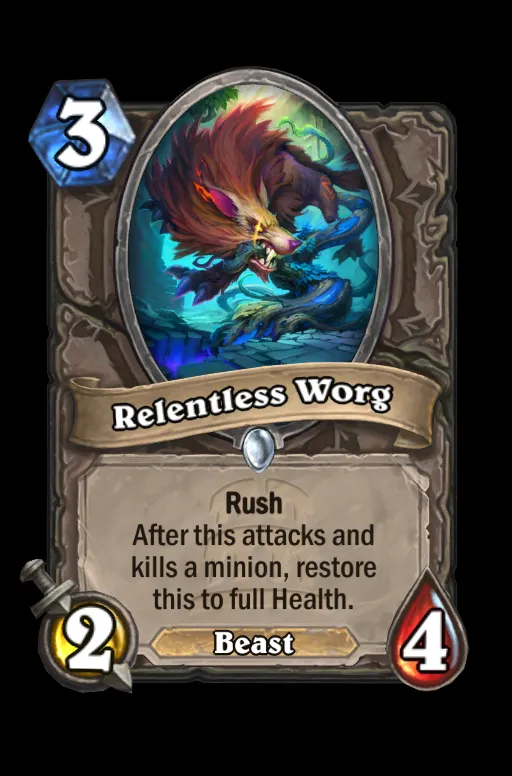 3
Relentless Worg
Rush
After this attacks and
kills a minion, restore
this to full Health.
2
Beast
4